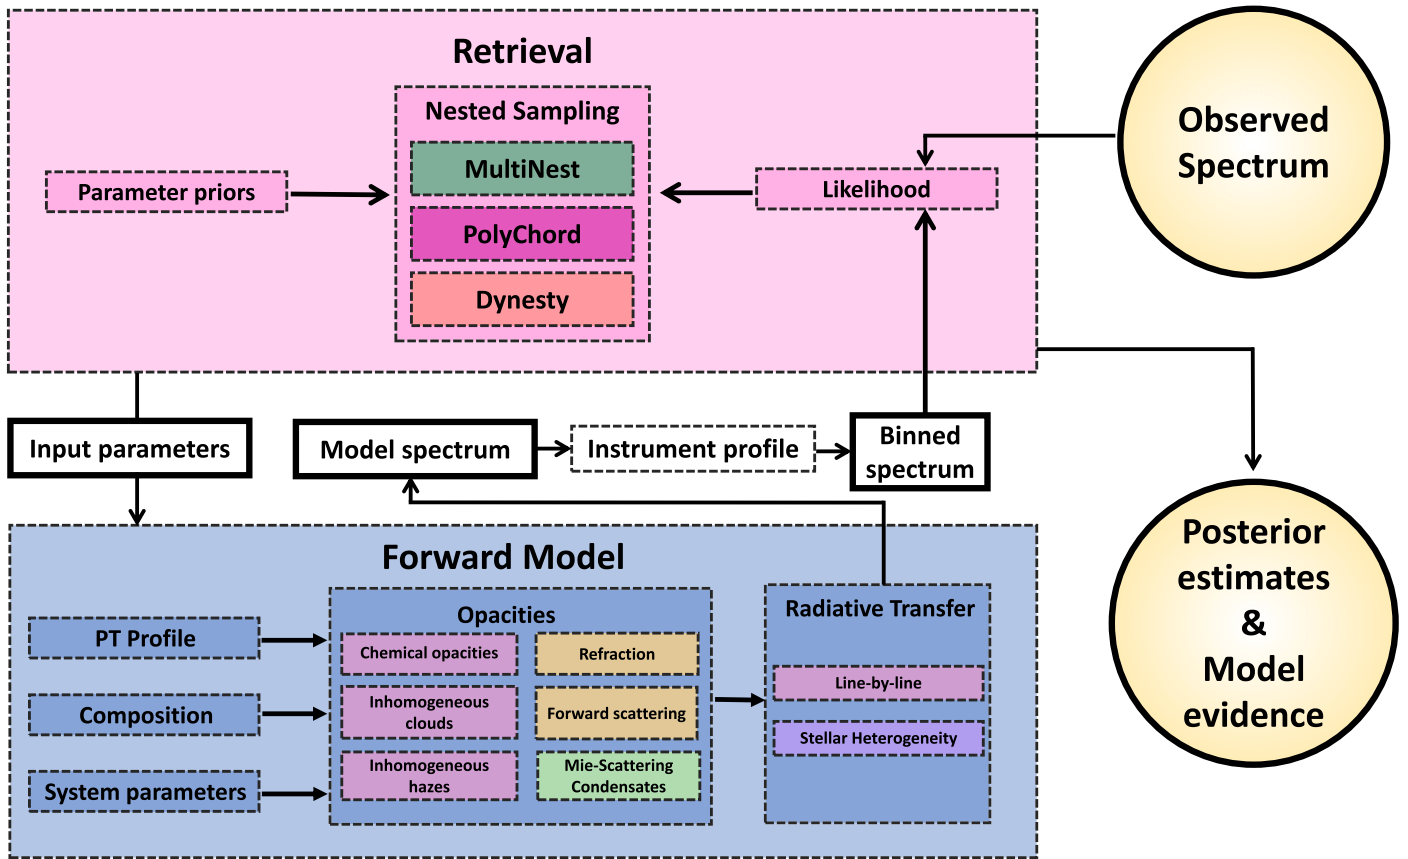 Retrieval
Nested Sampling
MultiNest
PolyChord
Dynesty
Parameter priors
Likelihood
Observed
Spectrum
Input parameters
Model spectrum
Instrument profile
Binned
spectrum
Forward Model
PT Profile
Composition
System parameters
Opacities
Chemical opacities
Refraction
Inhomogeneous
clouds
Forward scattering
Inhomogeneous
hazes
Mie-Scattering
Condensates
Radiative Transfer
Line-by-line
Stellar Heterogeneity
Posterior
estimates
&
Model
evidence